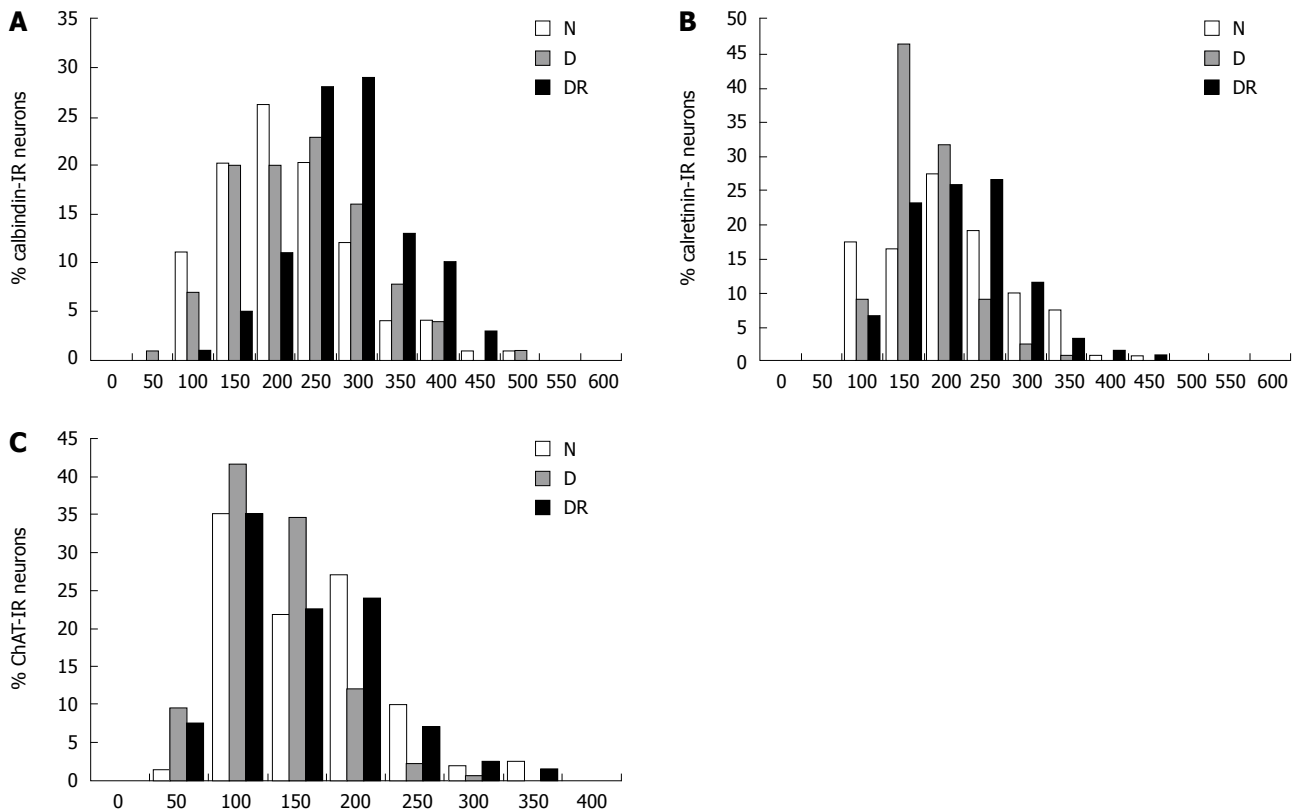 A
% calbindin-IR neurons
35
30
25
20
15
10
5
0
N
D
DR
0 50 100 150 200 250 300 350 400 450 500 600
B
% calretinin-IR neurons
50
45
40
35
30
25
20
15
10
5
0
N
D
DR
0 50 100 150 200 250 300 350 400 450 500 550 600
C
% ChAT-IR neurons
45
40
35
30
25
20
15
10
5
0
N
D
DR
0 50 100 150 200 250 300 350 400